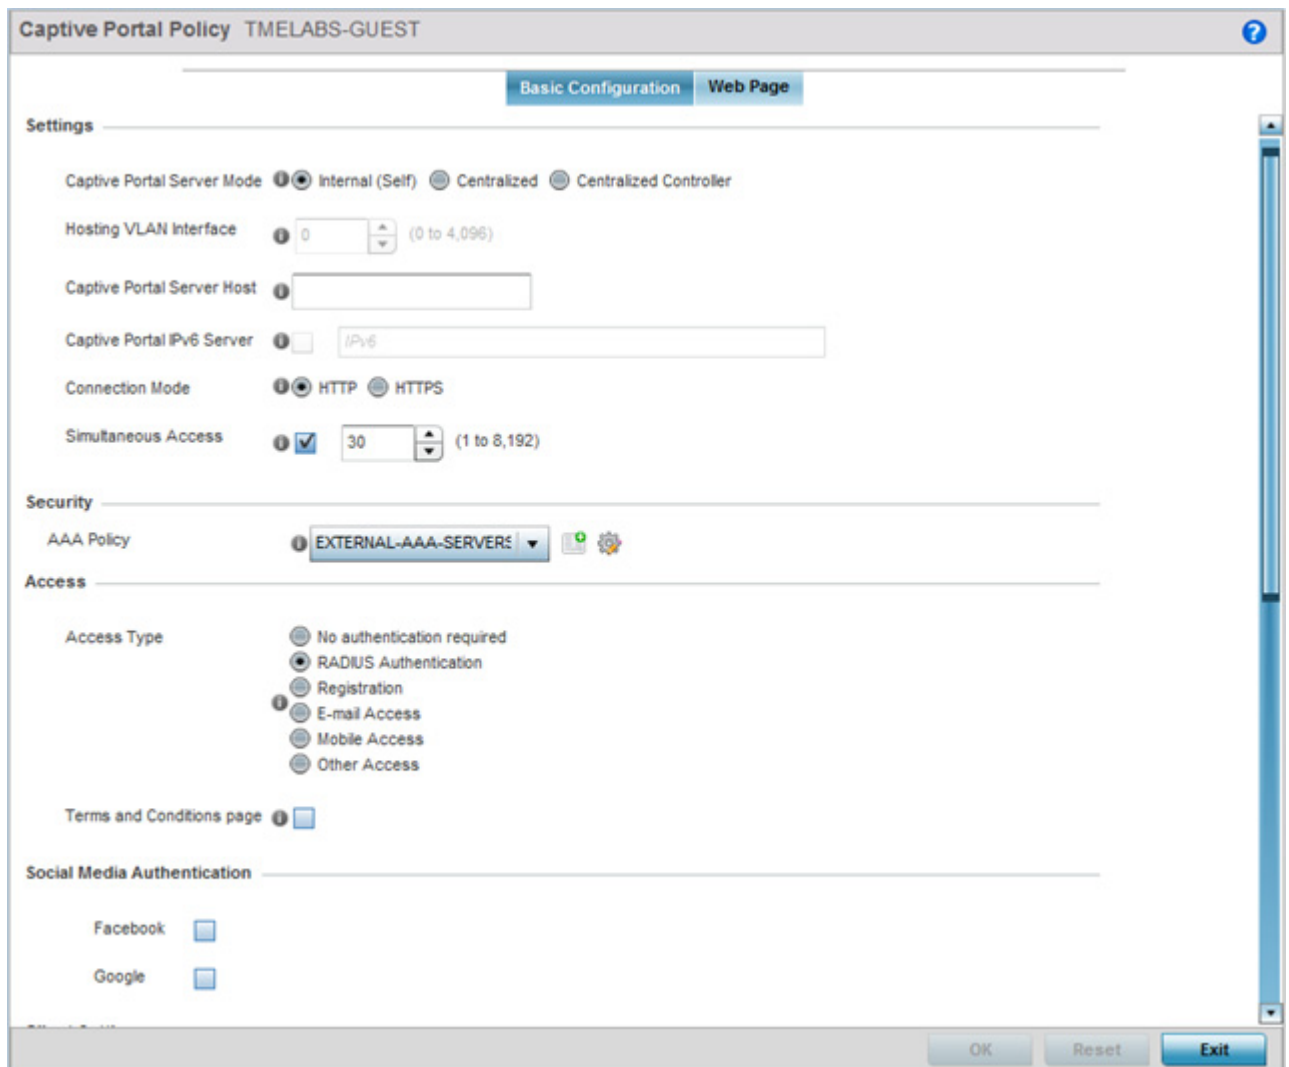 Captive Portal Policy TMELABS-GUEST
?
Basic Configuration Web Page
Settings
Captive Portal Server Mode Internal (Self) Centralized Centralized Controller
Hosting VLAN Interface 0 (0 to 4,096)
Captive Portal Server Host
Captive Portal IPv6 Server IPv6
Connection Mode HTTP HTTPS
Simultaneous Access 30 (1 to 8,192)
Security
AAA Policy EXTERNAL-AAA-SERVERS
Access
Access Type
No authentication required
RADIUS Authentication
Registration
E-mail Access
Mobile Access
Other Access
Terms and Conditions page
Social Media Authentication
Facebook
Google
OK Reset Exit